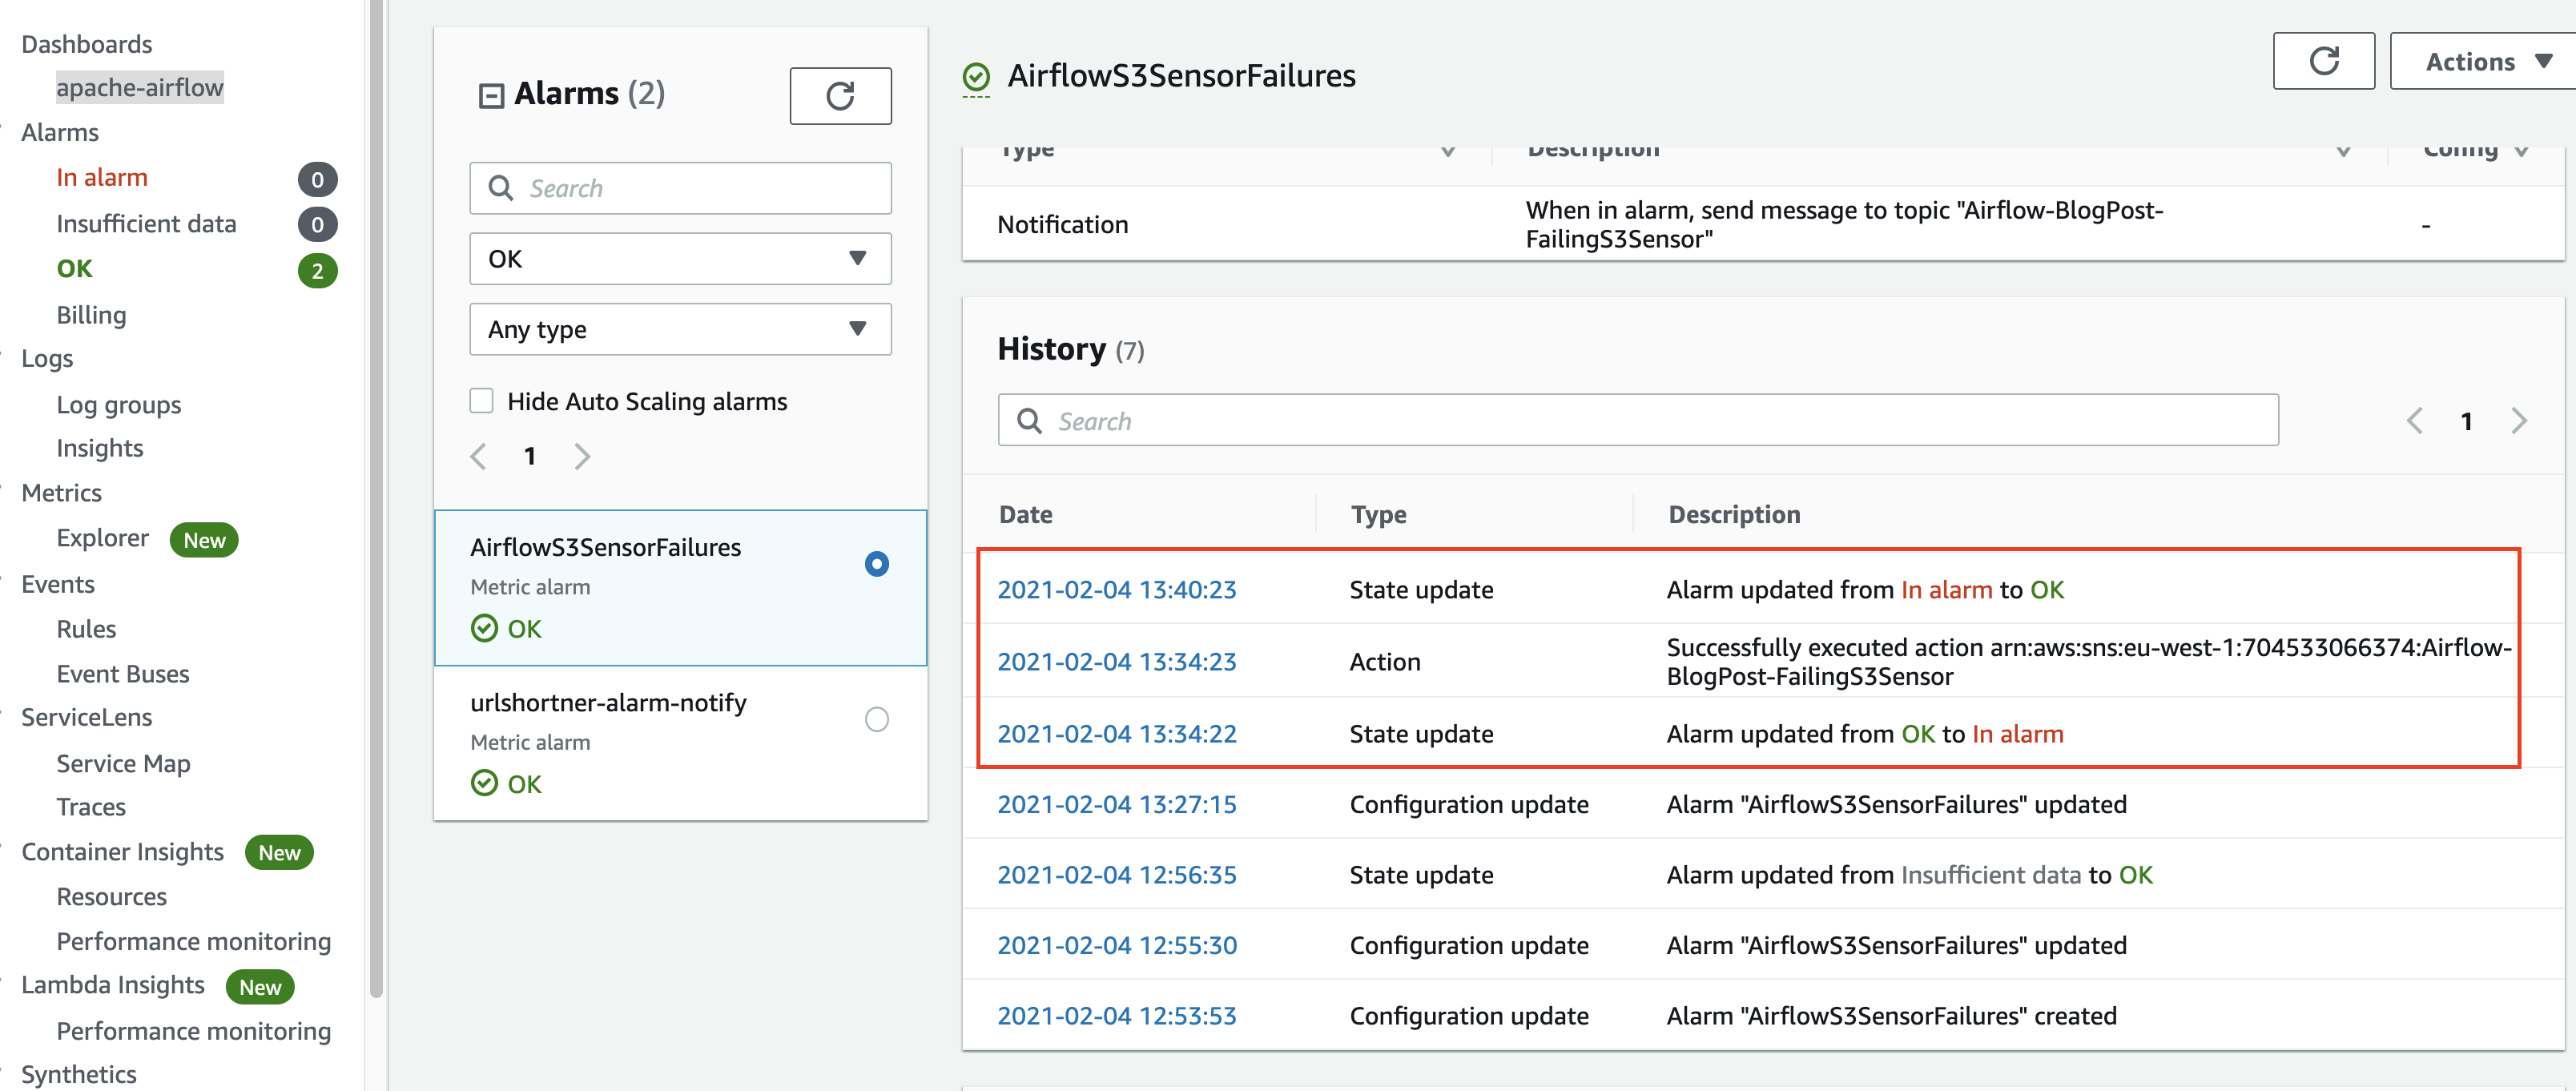 Dashboards
apache-airflow
Alarms
In alarm 0
Insufficient data 0
OK 2
Billing
Logs
Log groups
Insights
Metrics
Explorer New
Events
Rules
Event Buses
ServiceLens
Service Map
Traces
Container Insights New
Resources
Performance monitoring
Lambda Insights New
Performance monitoring
Synthetics
Alarms (2)
Search
OK
Any type
Hide Auto Scaling alarms
1
AirflowS3SensorFailures
Metric alarm
OK
urlshortner-alarm-notify
Metric alarm
OK
AirflowS3SensorFailures
Actions
Type Description Config
Notification When in alarm, send message to topic "Airflow-BlogPost-
FailingS3Sensor" -
History (7)
Search
1
Date Type Description
2021-02-04 13:40:23 State update Alarm updated from In alarm to OK
2021-02-04 13:34:23 Action Successfully executed action arn:aws:sns:eu-west-1:704533066374:Airflow-
BlogPost-FailingS3Sensor
2021-02-04 13:34:22 State update Alarm updated from OK to In alarm
2021-02-04 13:27:15 Configuration update Alarm "AirflowS3SensorFailures" updated
2021-02-04 12:56:35 State update Alarm updated from Insufficient data to OK
2021-02-04 12:55:30 Configuration update Alarm "AirflowS3SensorFailures" updated
2021-02-04 12:53:53 Configuration update Alarm "AirflowS3SensorFailures" created